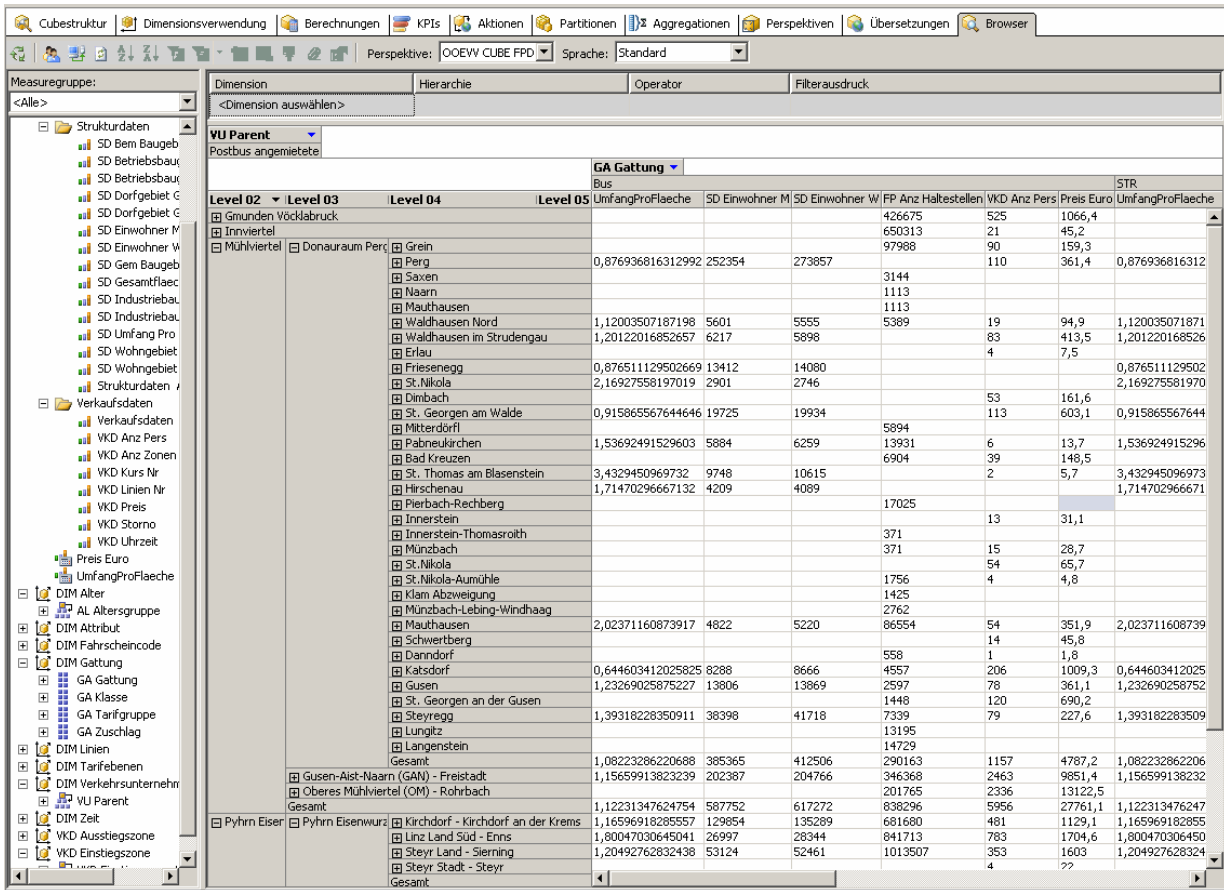 Cubestruktur Dimensionsverwendung Berechnungen KPIs Aktionen Partitionen Aggregationen Perspektiven Übersetzungen Browser
Perspektive: OOEVV CUBE FPD Sprache: Standard
Measuregruppe:
<Alle>
Strukturdaten
SD Bem Baugeb
SD Betriebsbaug
SD Betriebsbaug
SD Dorfgebiet G
SD Dorfgebiet G
SD Einwohner M
SD Einwohner W
SD Gem Baugeb
SD Gesamtflaec
SD Industriebau
SD Industriebau
SD Umfang Pro
SD Wohngebiet
SD Wohngebiet
Strukturdaten
Verkaufsdaten
Verkaufsdaten
VKD Anz Pers
VKD Anz Zonen
VKD Kurs Nr
VKD Linien Nr
VKD Preis
VKD Storno
VKD Uhrzeit
Preis Euro
UmfangProFlaeche
DIM Alter
AL Altersgruppe
DIM Attribut
DIM Fahrscheincode
DIM Gattung
GA Gattung
GA Klasse
GA Tarifgruppe
GA Zuschlag
DIM Linien
DIM Tarifebenen
DIM Verkehrsunternehm
VU Parent
DIM Zeit
VKD Ausstiegszone
VKD Einstiegszone
Dimension Hierarchie Operator Filterausdruck
<Dimension auswählen>
VU Parent
Postbus angemietete
GA Gattung
Bus STR
Level 02 Level 03 Level 04 Level 05 UmfangProFlaeche SD Einwohner M SD Einwohner W FP Anz Haltestellen VKD Anz Pers Preis Euro UmfangProFlaeche
Gmunden Vöcklabruck 426675 525 1066,4
Innviertel 650313 21 45,2
Mühlviertel Donauraum Perg Grein 97988 90 159,3
Perg 0,876936816312992 252354 273857 110 361,4 0,876936816312
Saxen 3144
Naarn 1113
Mauthausen 1113
Waldhausen Nord 1,12003507187198 5601 5555 5389 19 94,9 1,120035071871
Waldhausen im Strudengau 1,20122016852657 6217 5898 83 413,5 1,201220168526
Erlau 4 7,5
Friesenegg 0,876511129502669 13412 14080 0,876511129502
St.Nikola 2,16927558197019 2901 2746 2,169275581970
Dimbach 53 161,6
St. Georgen am Walde 0,915865567644646 19725 19934 113 603,1 0,915865567644
Mitterdörfl 5894
Pabneukirchen 1,53692491529603 5884 6259 13931 6 13,7 1,536924915296
Bad Kreuzen 6904 39 148,5
St. Thomas am Blasenstein 3,4329450969732 9748 10615 2 5,7 3,432945096973
Hirschenau 1,71470296667132 4209 4089 1,714702966671
Pierbach-Rechberg 17025
Innerstein 13 31,1
Innerstein-Thomasroith 371
Münzbach 371 15 28,7
St.Nikola 54 65,7
St.Nikola-Aumühle 1756 4 4,8
Klam Abzweigung 1425
Münzbach-Lebing-Windhaag 2762
Mauthausen 2,02371160873917 4822 5220 86554 54 351,9 2,023711608739
Schwertberg 14 45,8
Danndorf 558 1 1,8
Katsdorf 0,644603412025825 8288 8666 4557 206 1009,3 0,644603412025
Gusen 1,23269025875227 13806 13869 2597 78 361,1 1,232690258752
St. Georgen an der Gusen 1448 120 690,2
Steyregg 1,39318228350911 38398 41718 7339 79 227,6 1,393182283509
Lungitz 13195
Langenstein 14729
Gesamt 1,08223286220688 385365 412506 290163 1157 4787,2 1,082232862206
Gusen-Aist-Naarn (GAN) - Freistadt 1,15659913823239 202387 204766 346368 2463 9851,4 1,156599138232
Oberes Mühlviertel (OM) - Rohrbach 201765 2336 13122,5
Gesamt 1,12231347624754 587752 617272 838296 5956 27761,1 1,122313476247
Pyhrn Eiser Pyhrn Eisenwurz Kirchdorf - Kirchdorf an der Krems 1,16596918285557 129854 135289 681680 481 1129,1 1,165969182855
Linz Land Süd - Enns 1,80047030645041 26997 28344 841713 783 1704,6 1,800470306450
Steyr Land - Sierning 1,20492762832438 53124 52461 1013507 353 1603 1,204927628324
Steyr Stadt - Steyr 4 22
Gesamt